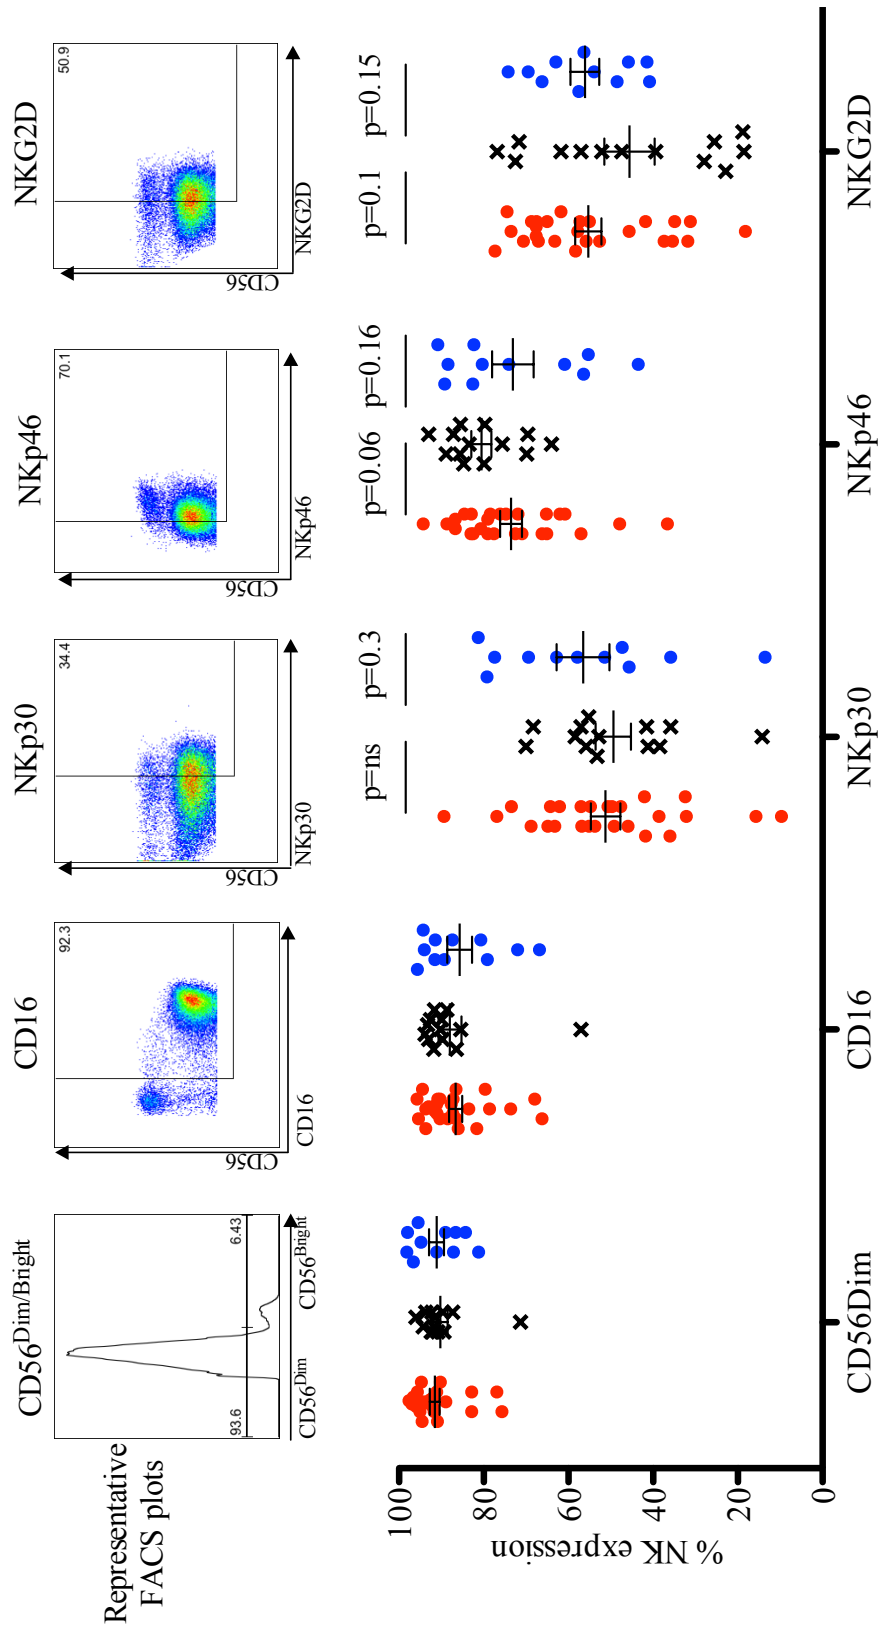 Representative
FACS plots
CD56Dim/Bright
93.6
6.43
CD56Dim
CD56Bright
CD16
92.3
CD56
CD16
NKp30
34.4
CD56
NKp30
NKp46
70.1
CD56
NKp46
NKG2D
50.9
CD56
NKG2D
p=ns
p=0.3
p=0.06
p=0.16
p=0.1
p=0.15
% NK expression
100
80
60
40
20
0
CD56Dim
CD16
NKp30
NKp46
NKG2D